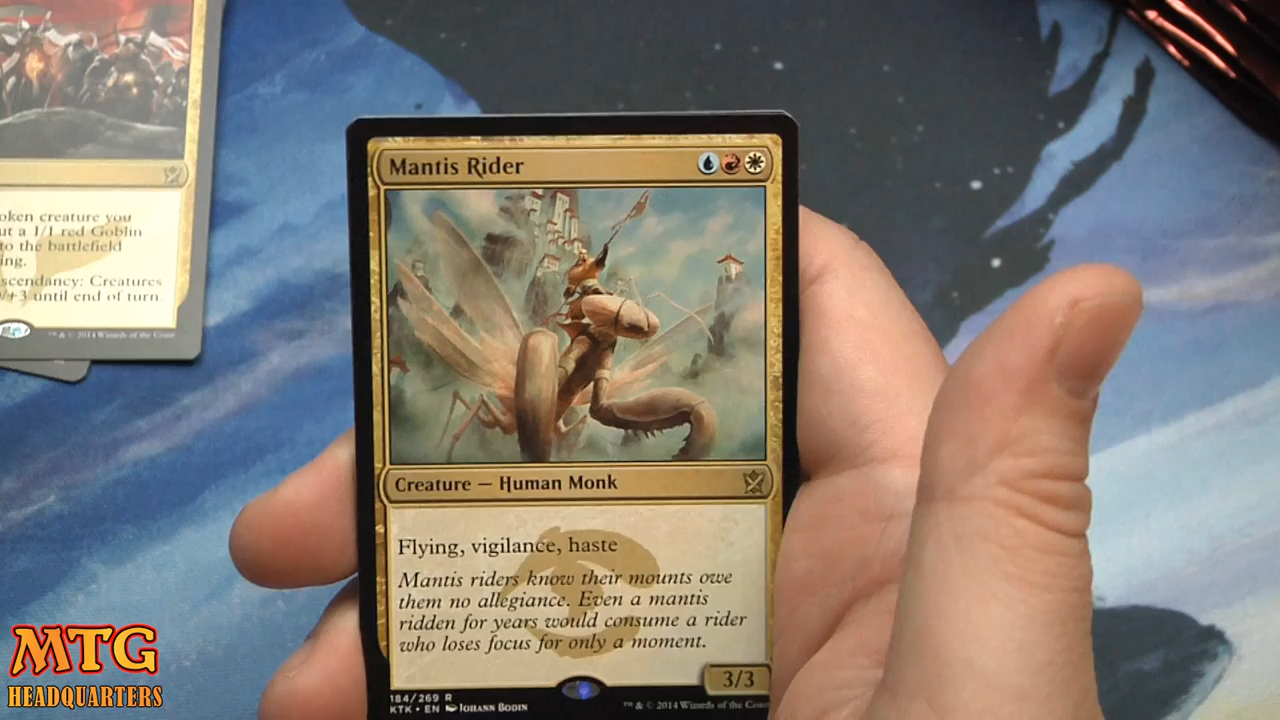 oken creature you
ut a 1/1 red Goblin
to the battlefield
ing.
scendancy: Creatures
/+3 until end of turn
™ & © 2014 Wizards of the Coast
Mantis Rider
Creature — Human Monk
Flying, vigilance, haste
Mantis riders know their mounts owe
them no allegiance. Even a mantis
ridden for years would consume a rider
who loses focus for only a moment.
3/3
184/269 R
KTK • EN Johann Bodin
™ & © 2014 Wizards of the Coast
MTG
HEADQUARTERS